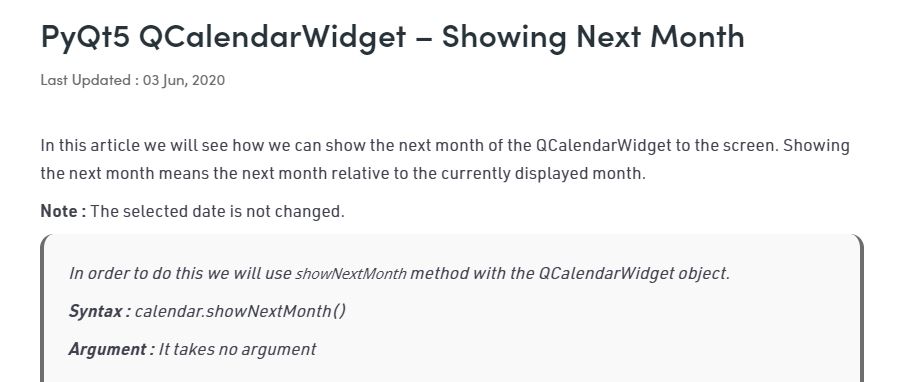 PyQt5 QCalendarWidget – Showing Next Month
Last Updated : 03 Jun, 2020
In this article we will see how we can show the next month of the QCalendarWidget to the screen. Showing
the next month means the next month relative to the currently displayed month.
Note : The selected date is not changed.
In order to do this we will use showNextMonth method with the QCalendarWidget object.
Syntax : calendar.showNextMonth()
Argument : It takes no argument